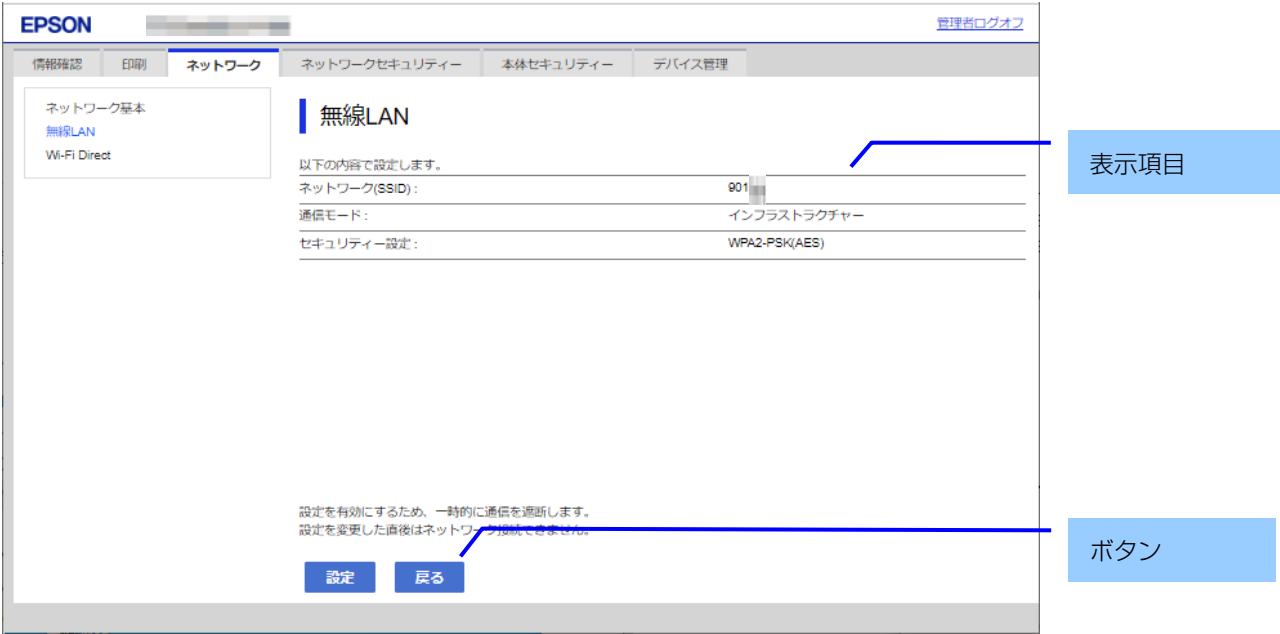 EPSON
管理者ログオフ
情報確認 印刷 ネットワーク ネットワークセキュリティー 本体セキュリティー デバイス管理
ネットワーク基本
無線LAN
Wi-Fi Direct
無線LAN
以下の内容で設定します。
ネットワーク(SSID) : 901
通信モード : インフラストラクチャー
セキュリティー設定 : WPA2-PSK(AES)
表示項目
設定を有効にするため、一時的に通信を遮断します。
設定を変更した直後はネットワーク接続できません。
ボタン
設定 戻る